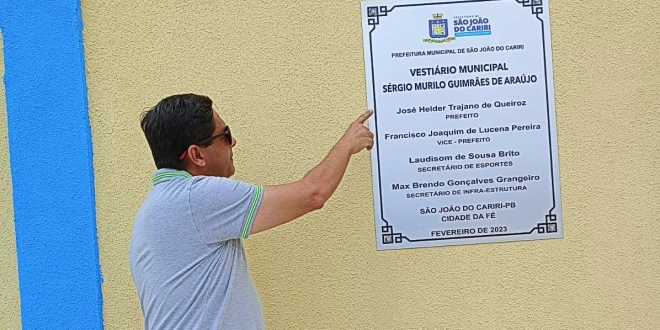 PREFEITURA DE
SÃO JOÃO
DO CARIRI
PREFEITURA MUNICIPAL DE SÃO JOÃO DO CARIRI
VESTIÁRIO MUNICIPAL
SÉRGIO MURILO GUIMRÃES DE ARAÚJO
José Helder Trajano de Queiroz
PREFEITO
Francisco Joaquim de Lucena Pereira
VICE - PREFEITO
Laudisom de Sousa Brito
SECRETÁRIO DE ESPORTES
Max Brendo Gonçalves Grangeiro
SECRETÁRIO DE INFRA-ESTRUTURA
SÃO JOÃO DO CARIRI-PB
CIDADE DA FÉ
FEVEREIRO DE 2023